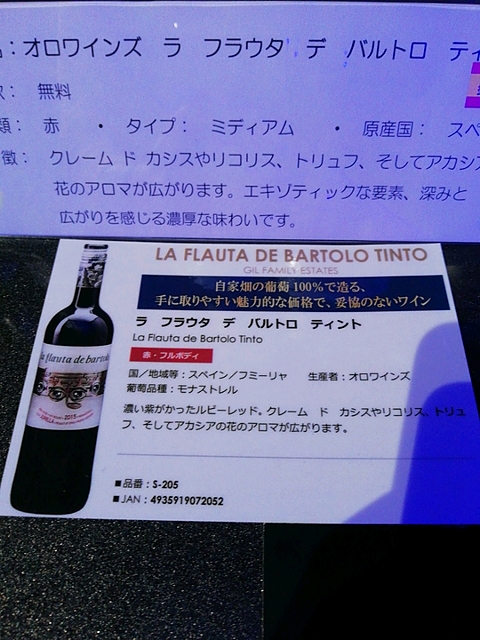 ：オロワインズ ラ フラウタ デ バルトロ ティ
： 無料
類： 赤 ・ タイプ： ミディアム ・ 原産国： スペ
徴： クレーム ド カシスやリコリス、トリュフ、そしてアカシア
花のアロマが広がります。エキゾティックな要素、深みと
広がりを感じる濃厚な味わいです。
LA FLAUTA DE BARTOLO TINTO
GIL FAMILY ESTATES
自家畑の葡萄100%で造る、
手に取りやすい魅力的な価格で、妥協のないワイン
ラ フラウタ デ バルトロ ティント
La Flauta de Bartolo Tinto
赤・フルボディ
国／地域等：スペイン／フミーリャ 生産者：オロワインズ
葡萄品種：モナストレル
濃い紫がかったルビーレッド。クレーム ド カシスやリコリス、トリュ
フ、そしてアカシアの花のアロマが広がります。
■品番：S-205
■JAN：4935919072052
la flauta de bartolo
2015